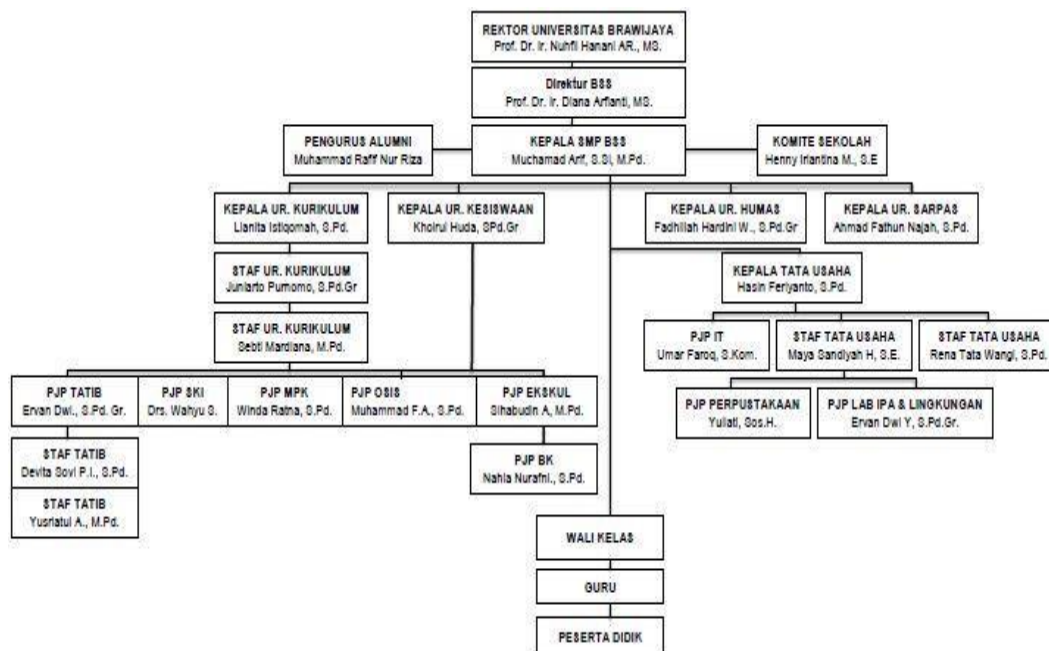 REKTOR UNIVERSITAS BRAWIJAYA
Prof. Dr. Ir. Nuhfil Hanani AR., MS.
Direktur BSS
Prof. Dr. Ir. Diana Arfianti, MS.
PENGURUS ALUMNI
Muhammad Rafif Nur Riza
KEPALA SMP BSS
Muchamad Arif, S.Si, M.Pd.
KOMITE SEKOLAH
Henny Iriantina M., S.E
KEPALA UR. KURIKULUM
Lianita Istiqomah, S.Pd.
KEPALA UR. KESISWAAN
Khoirul Huda, SPd.Gr
KEPALA UR. HUMAS
Fadhillah Hardini W., S.Pd.Gr
KEPALA UR. SARPAS
Ahmad Fathun Najah, S.Pd.
STAF UR. KURIKULUM
Juniarto Purnomo, S.Pd.Gr
KEPALA TATA USAHA
Hasin Feriyanto, S.Pd.
STAF UR. KURIKULUM
Sebti Mardiana, M.Pd.
PJP IT
Umar Faroq, S.Kom.
STAF TATA USAHA
Maya Sandiyah H, S.E.
STAF TATA USAHA
Rena Tata Wangi, S.Pd.
PJP TATIB
Ervan Dwi., S.Pd. Gr.
PJP SKI
Drs. Wahyu S.
PJP MPK
Winda Ratna, S.Pd.
PJP OSIS
Muhammad F.A., S.Pd.
PJP EKSKUL
Sihabudin A, M.Pd.
PJP PERPUSTAKAAN
Yuliati, Sos.H.
PJP LAB IPA & LINGKUNGAN
Ervan Dwi Y, S.Pd.Gr.
STAF TATIB
Devita Sovi P.I., S.Pd.
PJP BK
Nahla Nurafni., S.Pd.
STAF TATIB
Yusriatul A., M.Pd.
WALI KELAS
GURU
PESERTA DIDIK